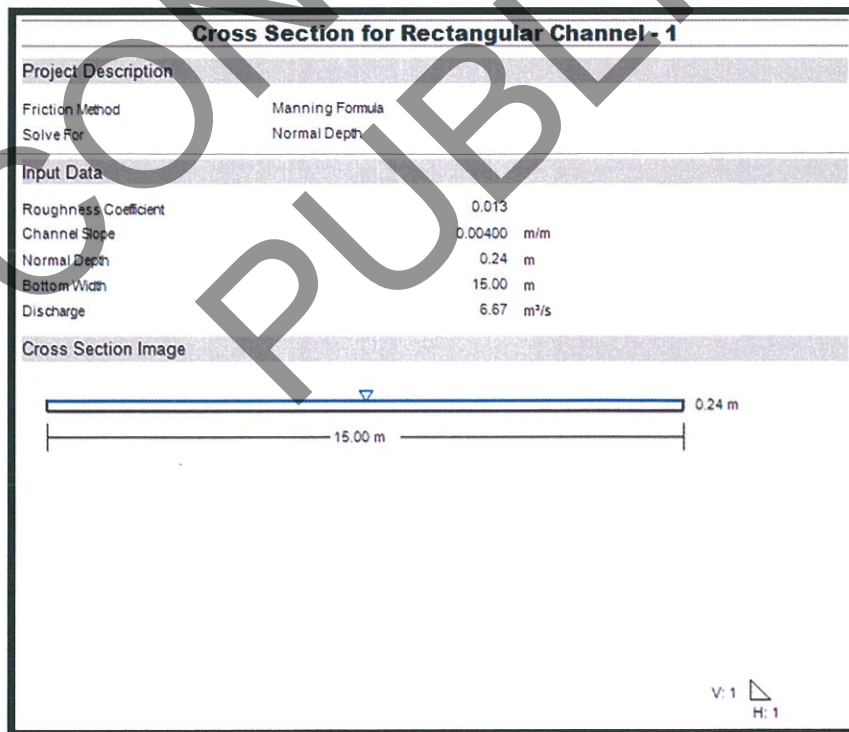 Cross Section for Rectangular Channel - 1
Project Description
Friction Method Manning Formula
Solve For Normal Depth
Input Data
Roughness Coefficient 0.013
Channel Slope 0.00400 m/m
Normal Depth 0.24 m
Bottom Width 15.00 m
Discharge 6.67 m³/s
Cross Section Image
0.24 m
15.00 m
V: 1
H: 1